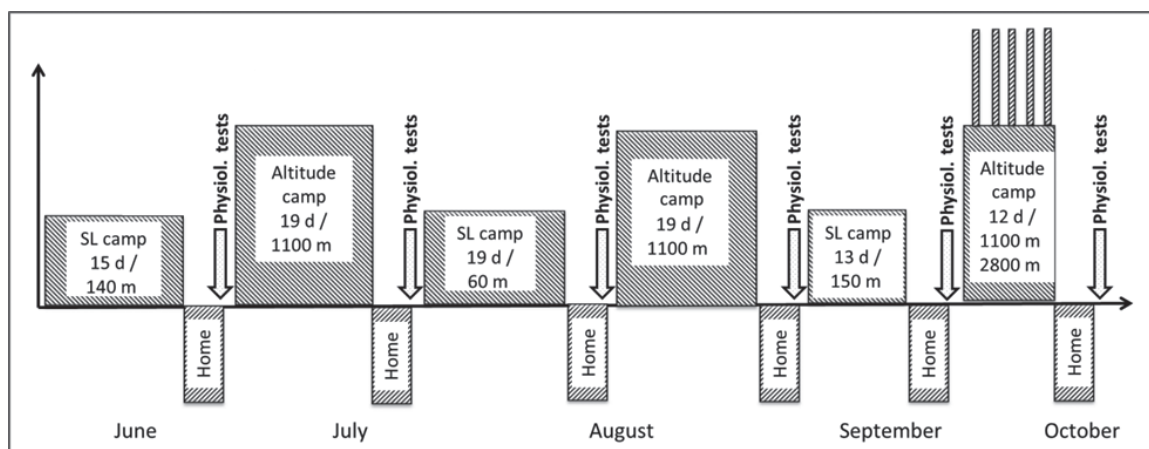 Physiol. tests
Physiol. tests
Physiol. tests
Physiol. tests
Physiol. tests
Physiol. tests
SL camp
15 d /
140 m
Altitude
camp
19 d /
1100 m
SL camp
19 d /
60 m
Altitude
camp
19 d /
1100 m
SL camp
13 d /
150 m
Altitude
camp
12 d /
1100 m
2800 m
Home
Home
Home
Home
Home
Home
June
July
August
September
October